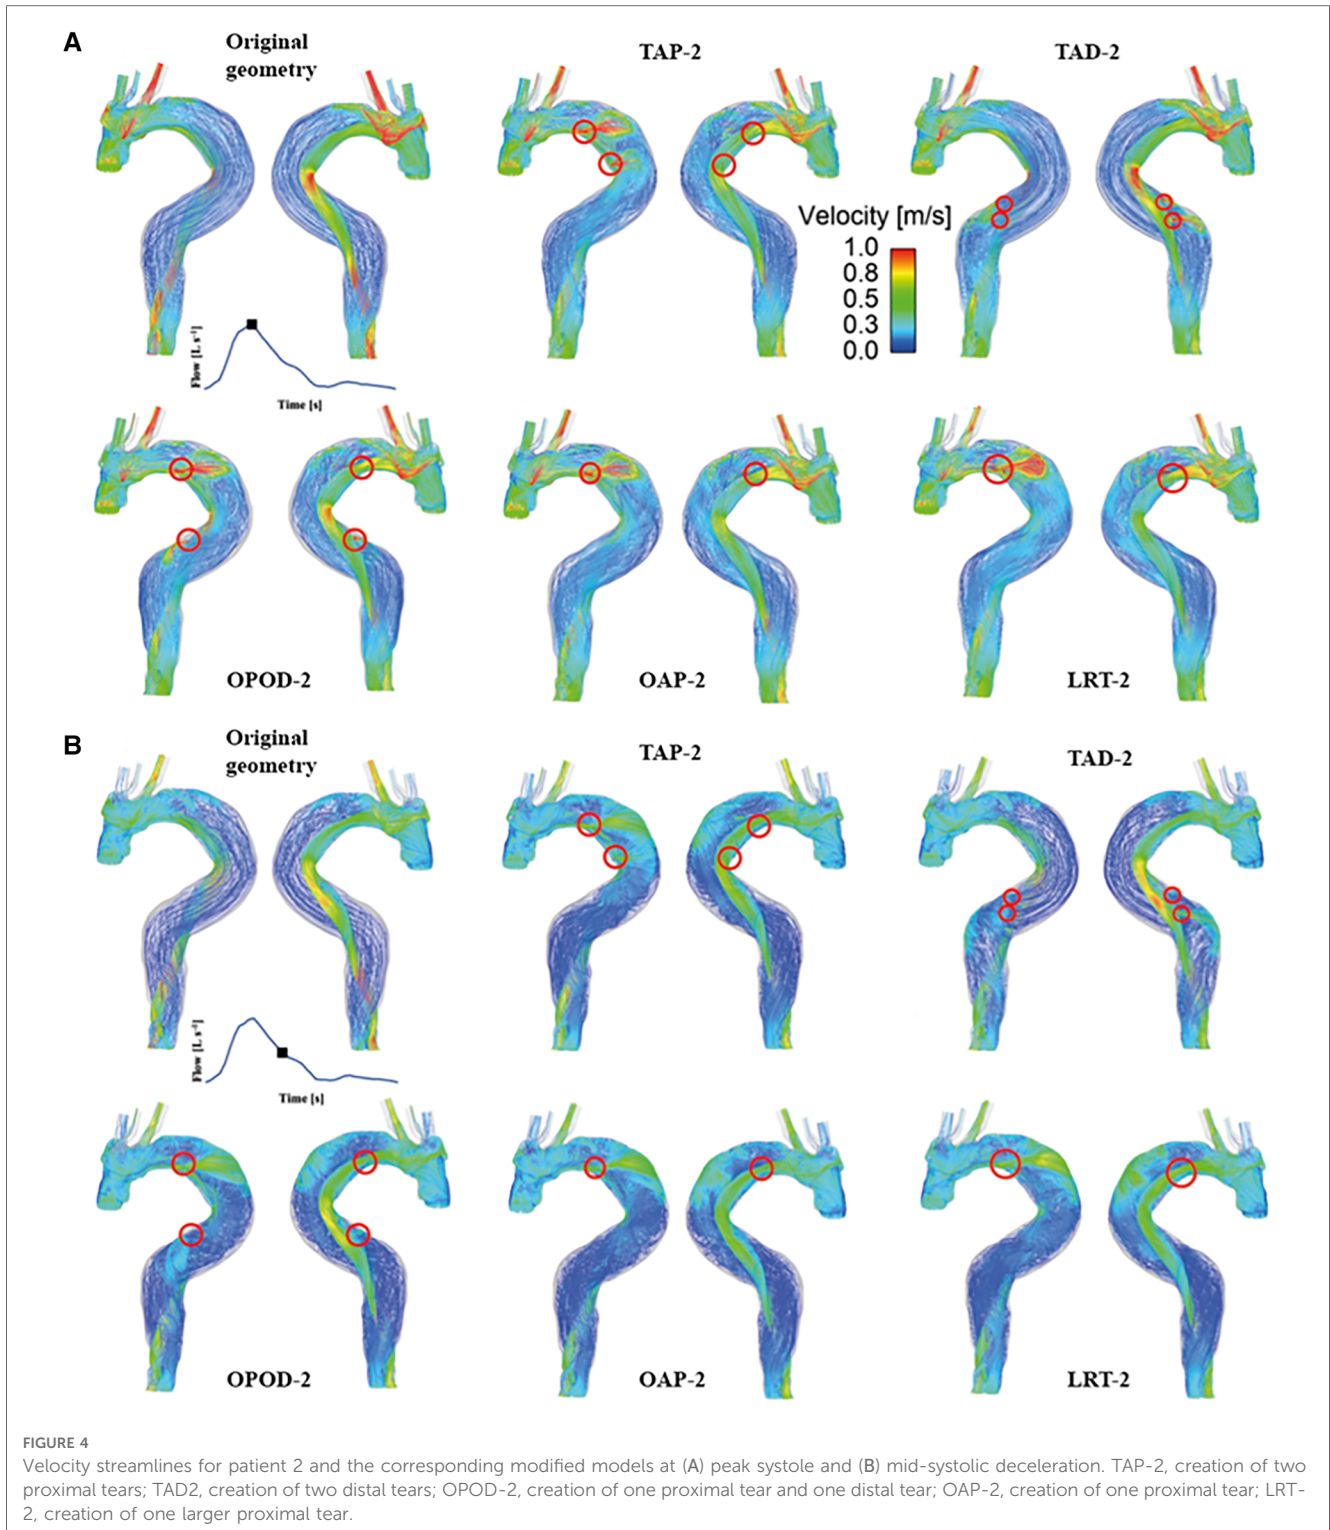 A
Original
geometry
TAP-2
TAD-2
Velocity [m/s]
1.0
0.8
0.5
0.3
0.0
Flow [L s⁻¹]
Time [s]
OPOD-2
OAP-2
LRT-2
B
Original
geometry
TAP-2
TAD-2
Flow [L s⁻¹]
Time [s]
OPOD-2
OAP-2
LRT-2
FIGURE 4
Velocity streamlines for patient 2 and the corresponding modified models at (A) peak systole and (B) mid-systolic deceleration. TAP-2, creation of two
proximal tears; TAD2, creation of two distal tears; OPOD-2, creation of one proximal tear and one distal tear; OAP-2, creation of one proximal tear; LRT-
2, creation of one larger proximal tear.